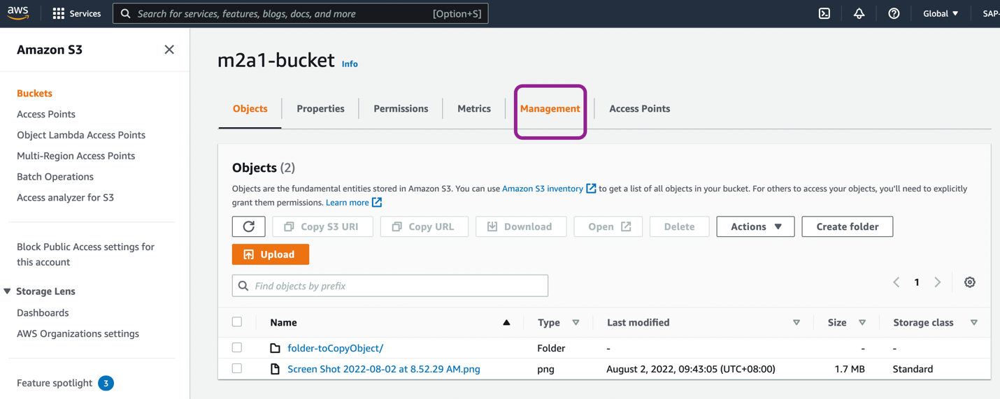 aws
Services
Search for services, features, blogs, docs, and more
[Option+S]
Global
SAP-
Amazon S3
Buckets
Access Points
Object Lambda Access Points
Multi-Region Access Points
Batch Operations
Access analyzer for S3
Block Public Access settings for
this account
Storage Lens
Dashboards
AWS Organizations settings
Feature spotlight 3
m2a1-bucket Info
Objects Properties Permissions Metrics Management Access Points
Objects (2)
Objects are the fundamental entities stored in Amazon S3. You can use Amazon S3 inventory to get a list of all objects in your bucket. For others to access your objects, you'll need to explicitly
grant them permissions. Learn more
Copy S3 URI Copy URL Download Open Delete Actions Create folder
Upload
Find objects by prefix
1
Name Type Last modified Size Storage class
folder-toCopyObject/ Folder - - -
Screen Shot 2022-08-02 at 8.52.29 AM.png png August 2, 2022, 09:43:05 (UTC+08:00) 1.7 MB Standard